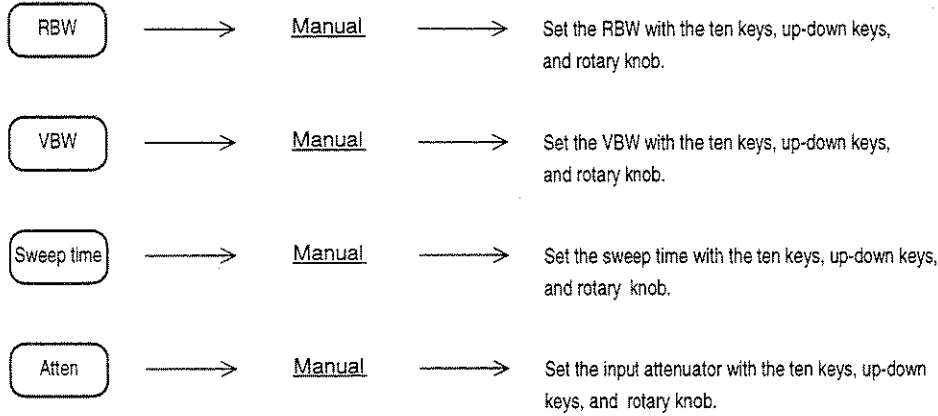 RBW Manual Set the RBW with the ten keys, up-down keys,
and rotary knob.
VBW Manual Set the VBW with the ten keys, up-down keys,
and rotary knob.
Sweep time Manual Set the sweep time with the ten keys, up-down keys,
and rotary knob.
Atten Manual Set the input attenuator with the ten keys, up-down
keys, and rotary knob.